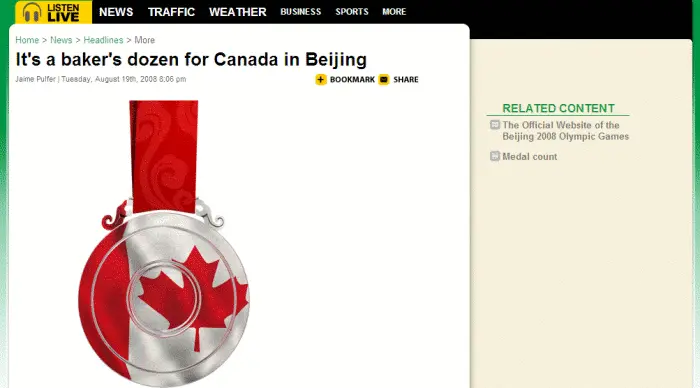 LISTEN
LIVE
NEWS TRAFFIC WEATHER BUSINESS SPORTS MORE
Home > News > Headlines > More
It's a baker's dozen for Canada in Beijing
Jaime Pulfer | Tuesday, August 19th, 2008 8:06 pm
BOOKMARK SHARE
RELATED CONTENT
The Official Website of the
Beijing 2008 Olympic Games
Medal count